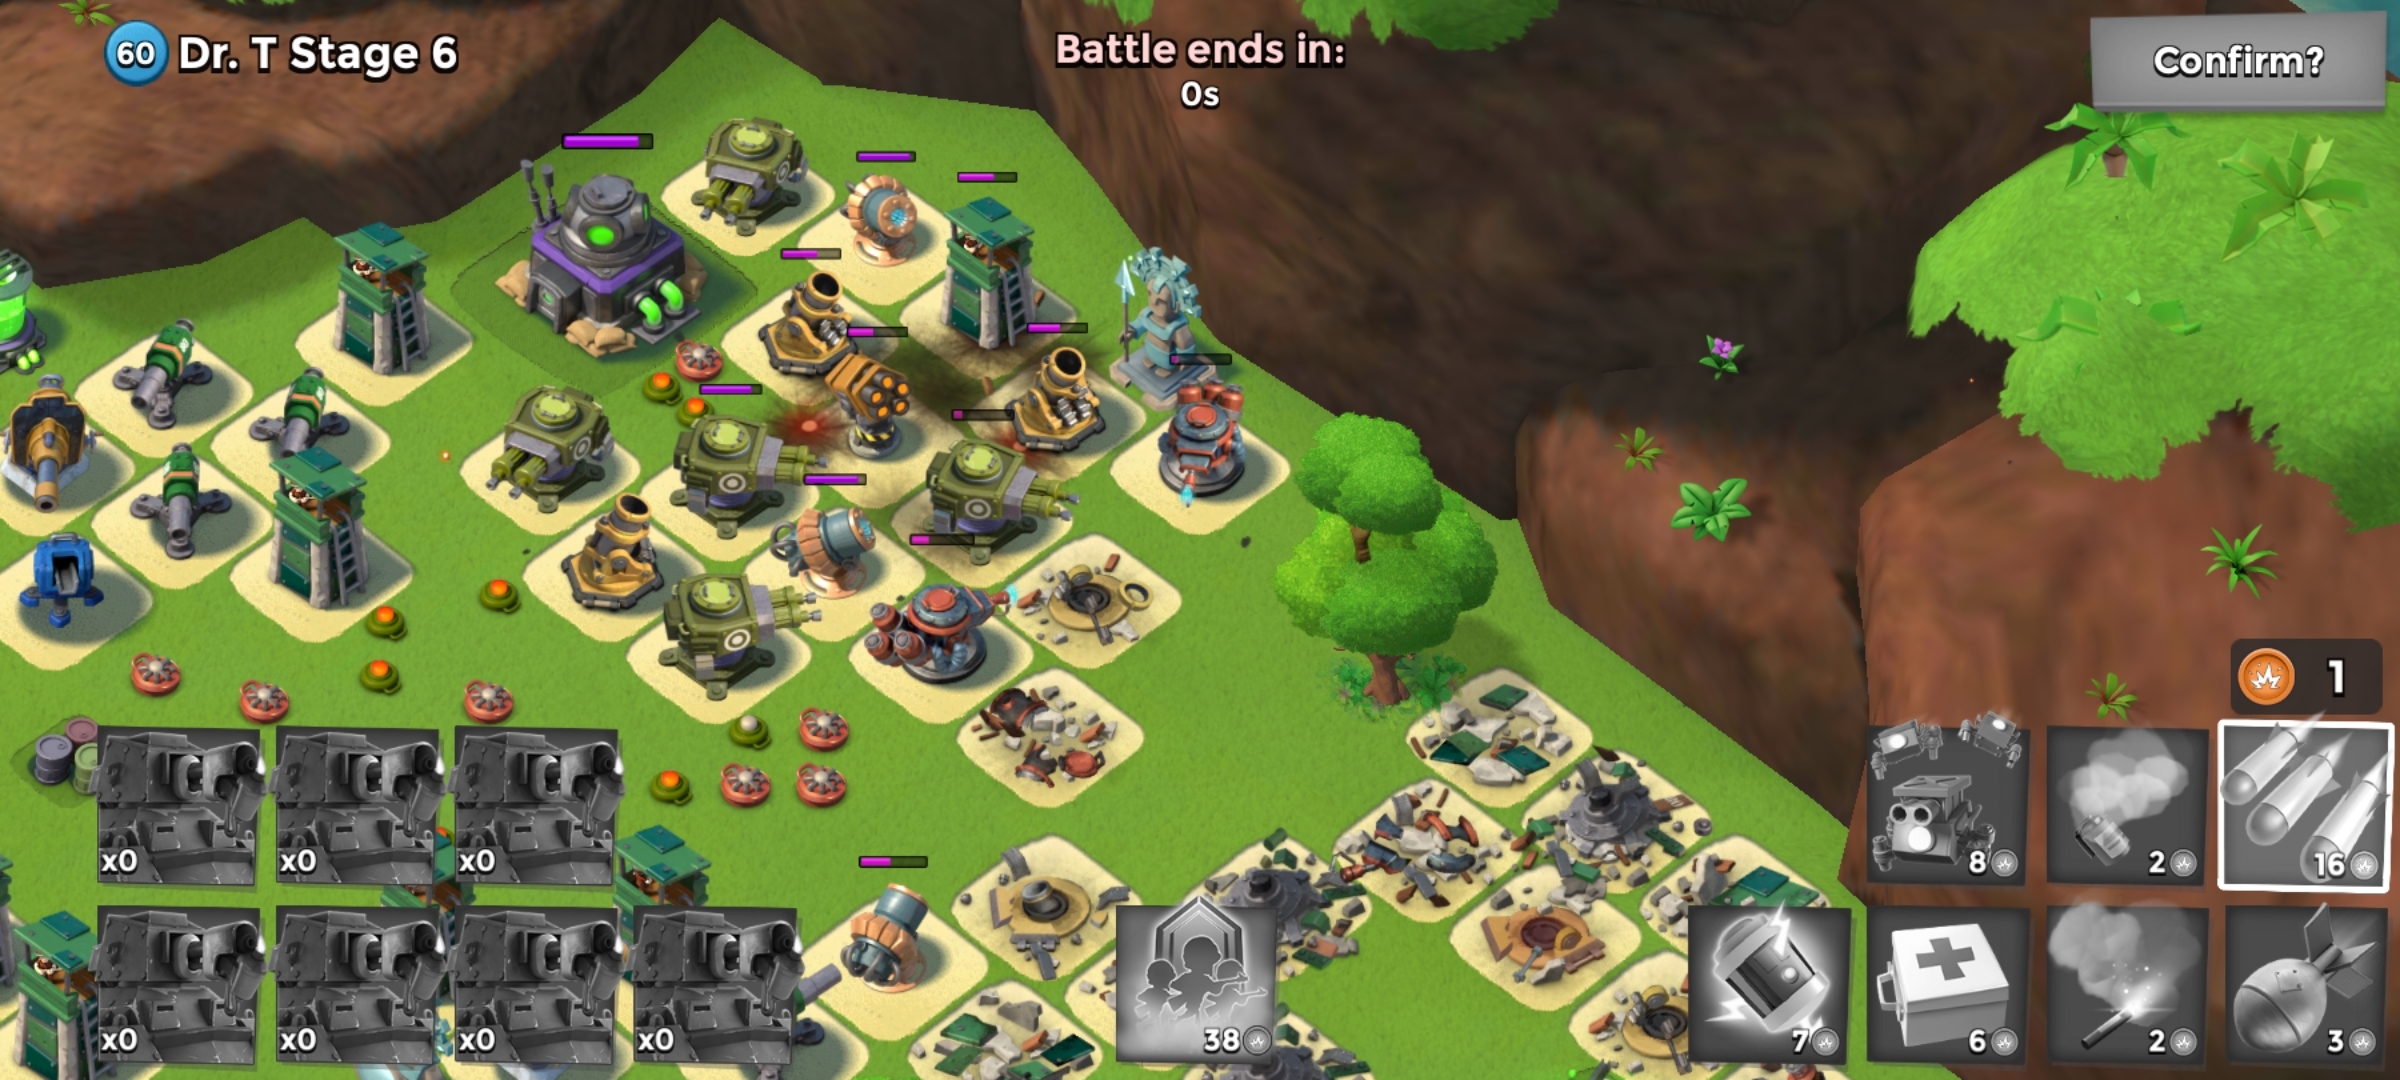 60 Dr. T Stage 6
Battle ends in:
0s
Confirm?
1
x0 x0 x0
8 2 16
x0 x0 x0 x0
38 7 6 2 3